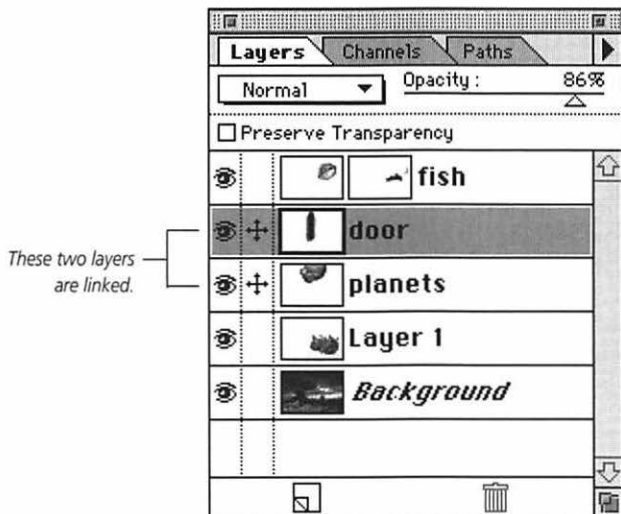 Layers Channels Paths
Normal Opacity: 86%
Preserve Transparency
fish
door
These two layers
are linked.
planets
Layer 1
Background